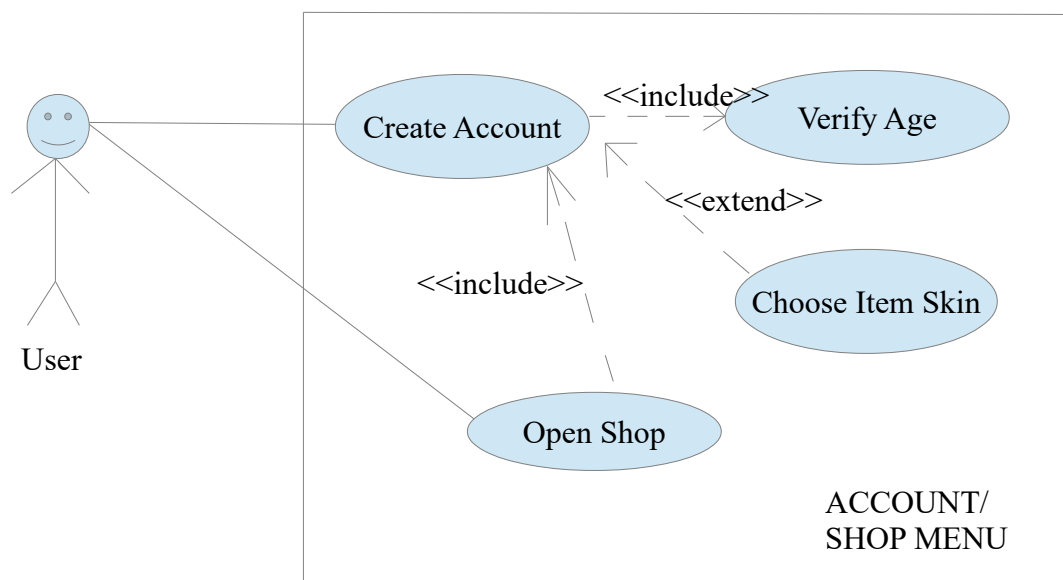 <<include>>
Create Account
Verify Age
<<extend>>
<<include>>
Choose Item Skin
User
Open Shop
ACCOUNT/
SHOP MENU